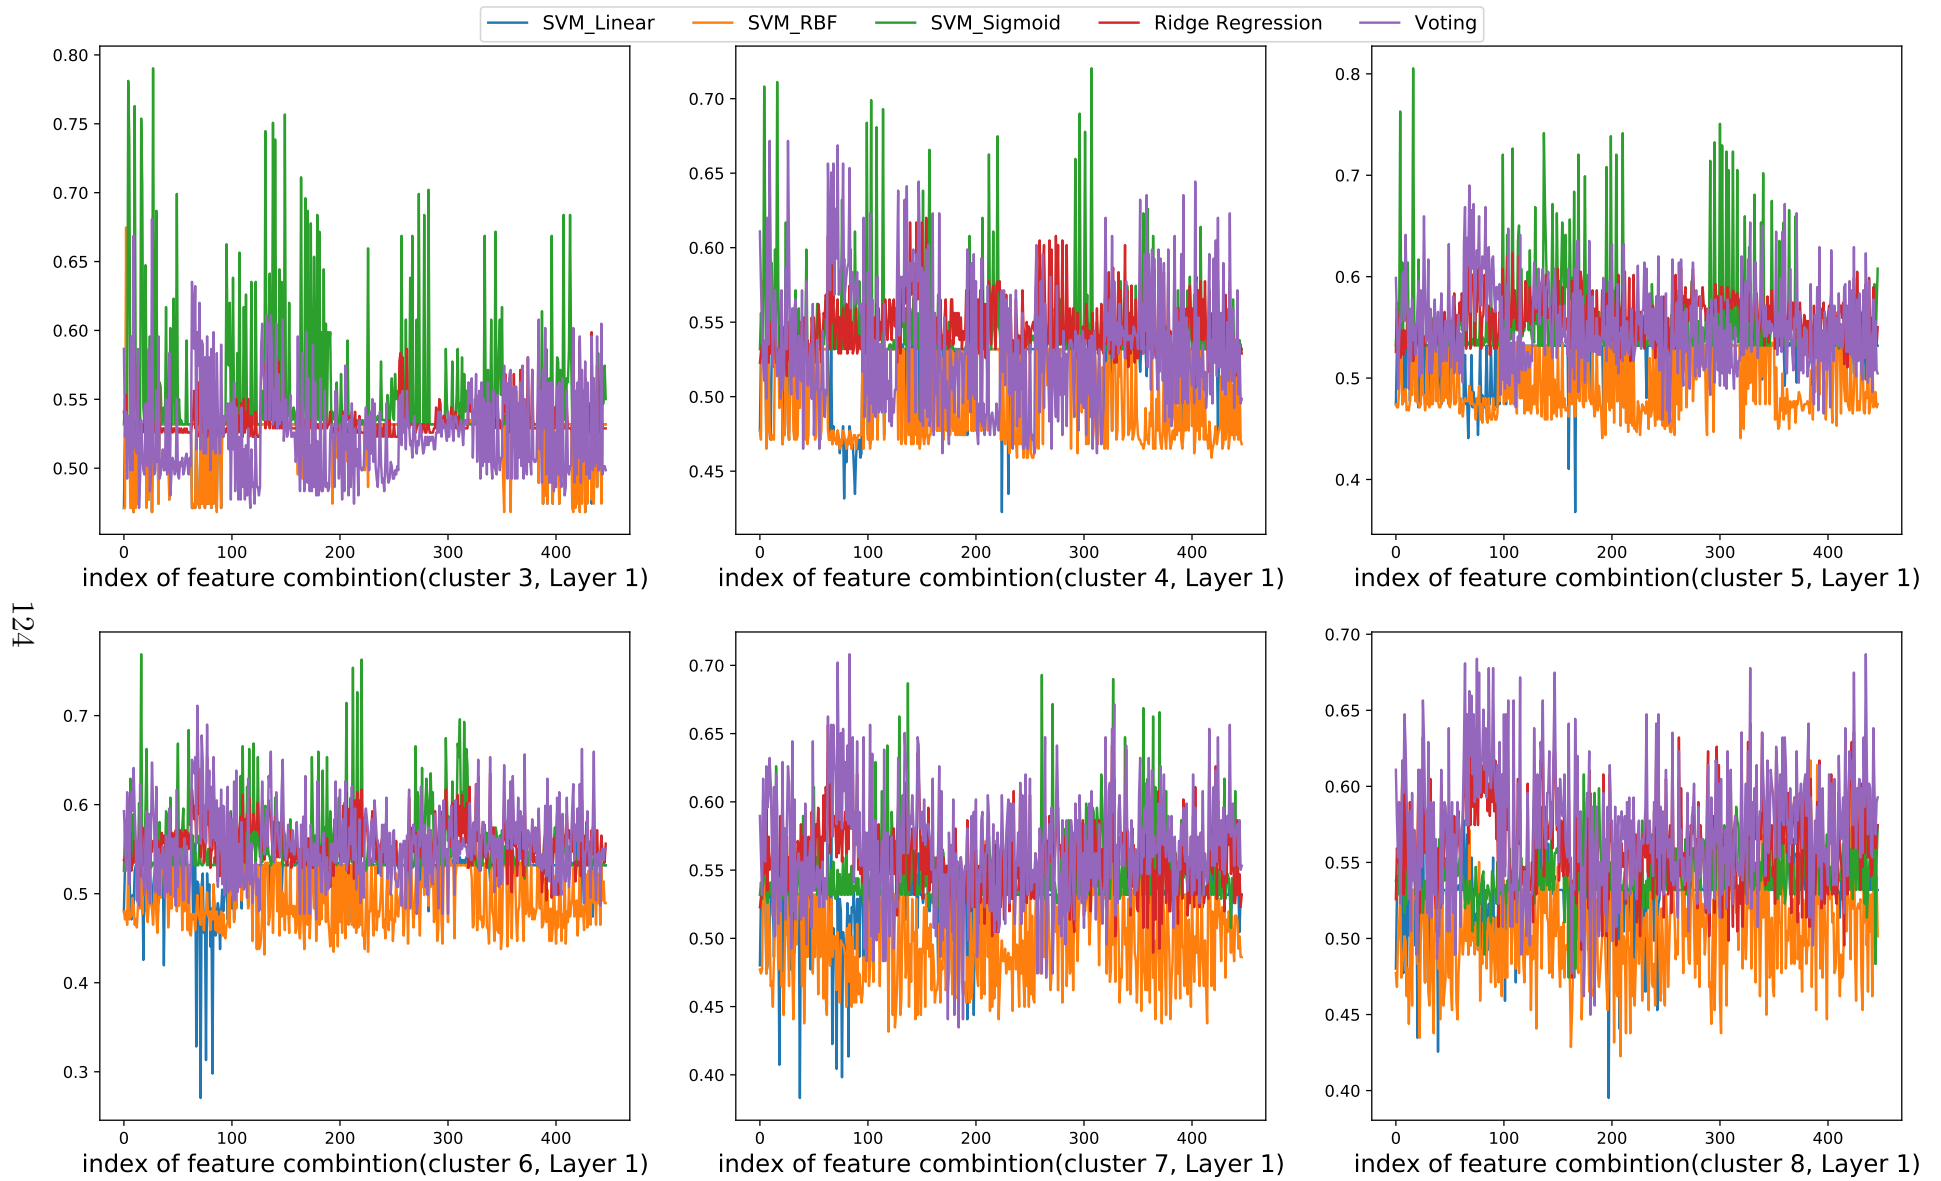 SVM_Linear SVM_RBF SVM_Sigmoid Ridge Regression Voting
0.80
0.75
0.70
0.65
0.60
0.55
0.50
0 100 200 300 400
index of feature combintion(cluster 3, Layer 1)
0.70
0.65
0.60
0.55
0.50
0.45
0 100 200 300 400
index of feature combintion(cluster 4, Layer 1)
0.8
0.7
0.6
0.5
0.4
0 100 200 300 400
index of feature combintion(cluster 5, Layer 1)
124
0.7
0.6
0.5
0.4
0.3
0 100 200 300 400
index of feature combintion(cluster 6, Layer 1)
0.70
0.65
0.60
0.55
0.50
0.45
0.40
0 100 200 300 400
index of feature combintion(cluster 7, Layer 1)
0.70
0.65
0.60
0.55
0.50
0.45
0.40
0 100 200 300 400
index of feature combintion(cluster 8, Layer 1)